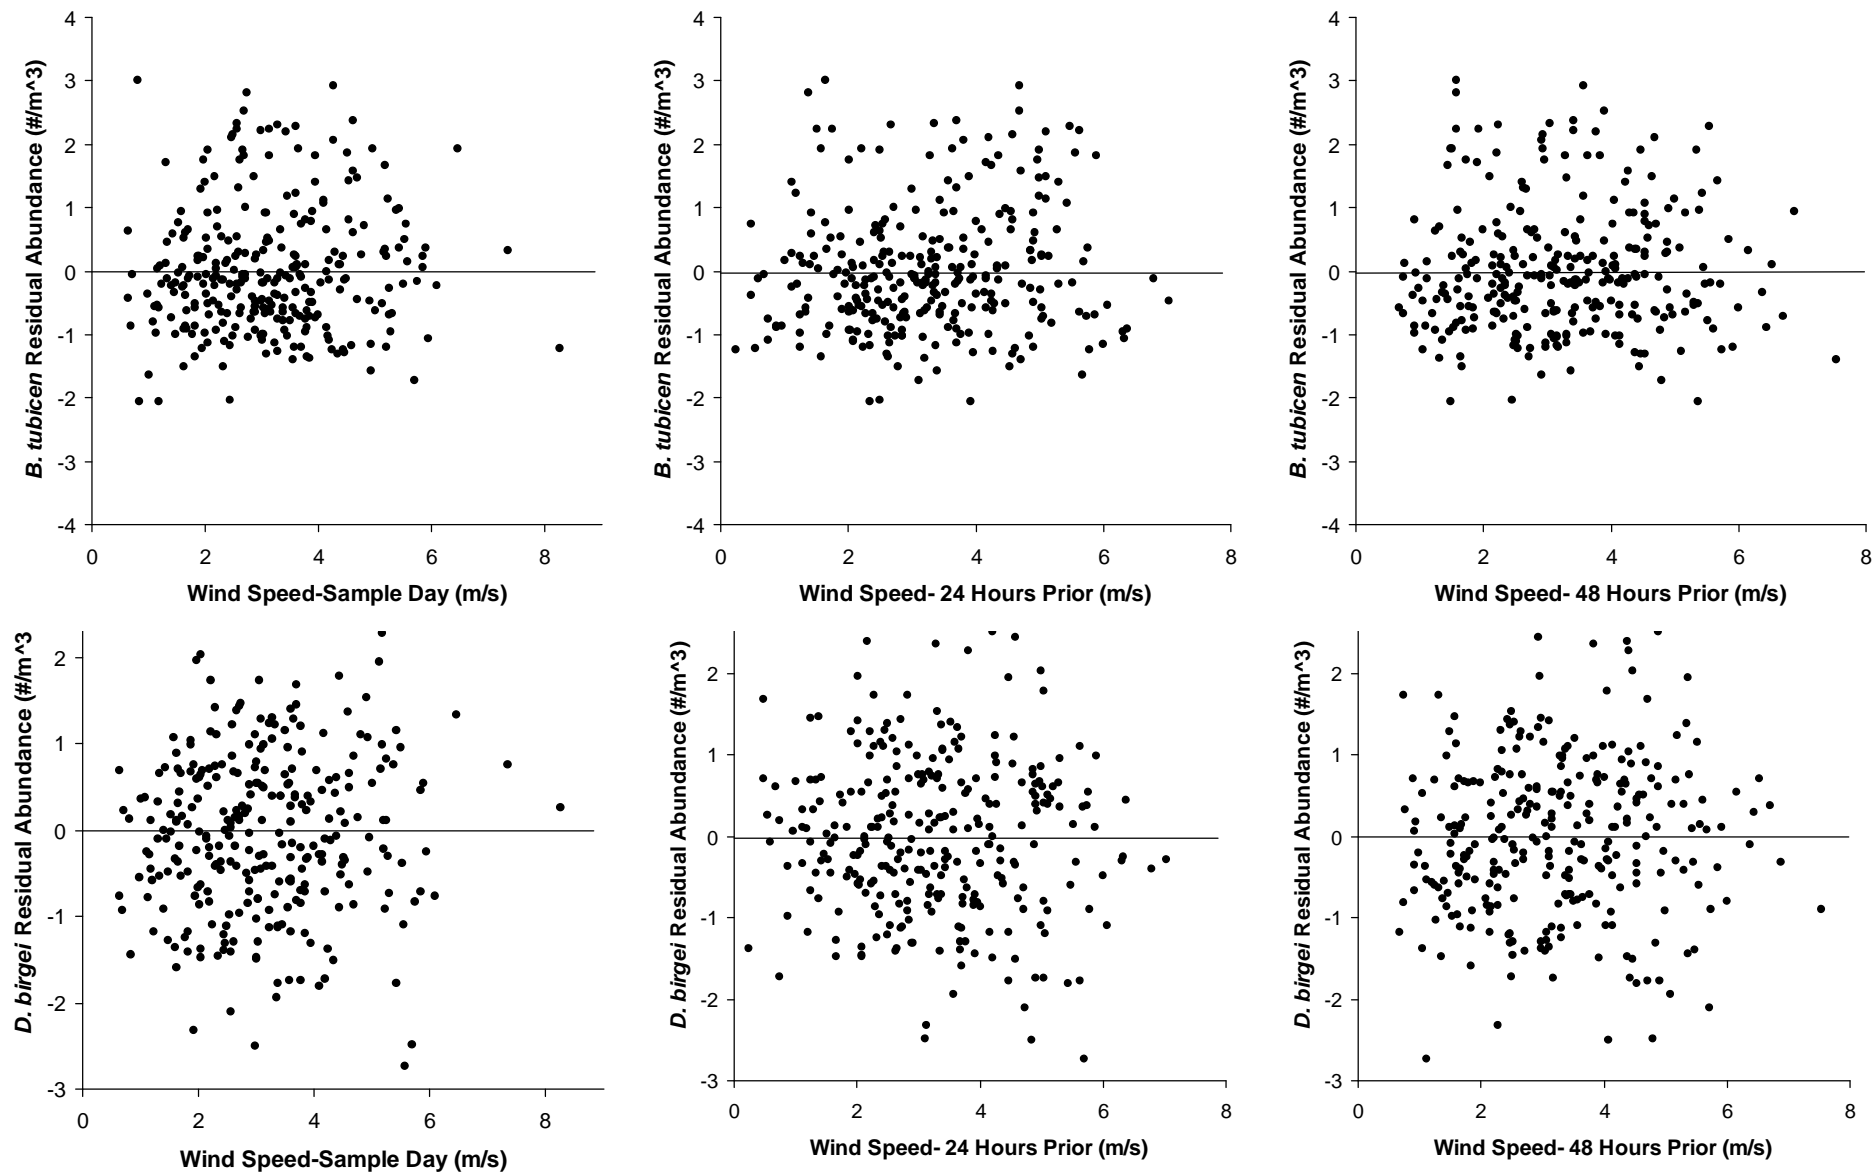 B. tubicen Residual Abundance (#/m^3)
4
3
2
1
0
-1
-2
-3
-4
0 2 4 6 8
Wind Speed-Sample Day (m/s)
B. tubicen Residual Abundance (#/m^3)
4
3
2
1
0
-1
-2
-3
-4
0 2 4 6 8
Wind Speed- 24 Hours Prior (m/s)
B. tubicen Residual Abundance (#/m^3)
4
3
2
1
0
-1
-2
-3
-4
0 2 4 6 8
Wind Speed- 48 Hours Prior (m/s)
D. birgei Residual Abundance (#/m^3
2
1
0
-1
-2
-3
0 2 4 6 8
Wind Speed-Sample Day (m/s)
D. birgei Residual Abundance (#/m^3)
2
1
0
-1
-2
-3
0 2 4 6 8
Wind Speed- 24 Hours Prior (m/s)
D. birgei Residual Abundance (#/m^3)
2
1
0
-1
-2
-3
0 2 4 6 8
Wind Speed- 48 Hours Prior (m/s)